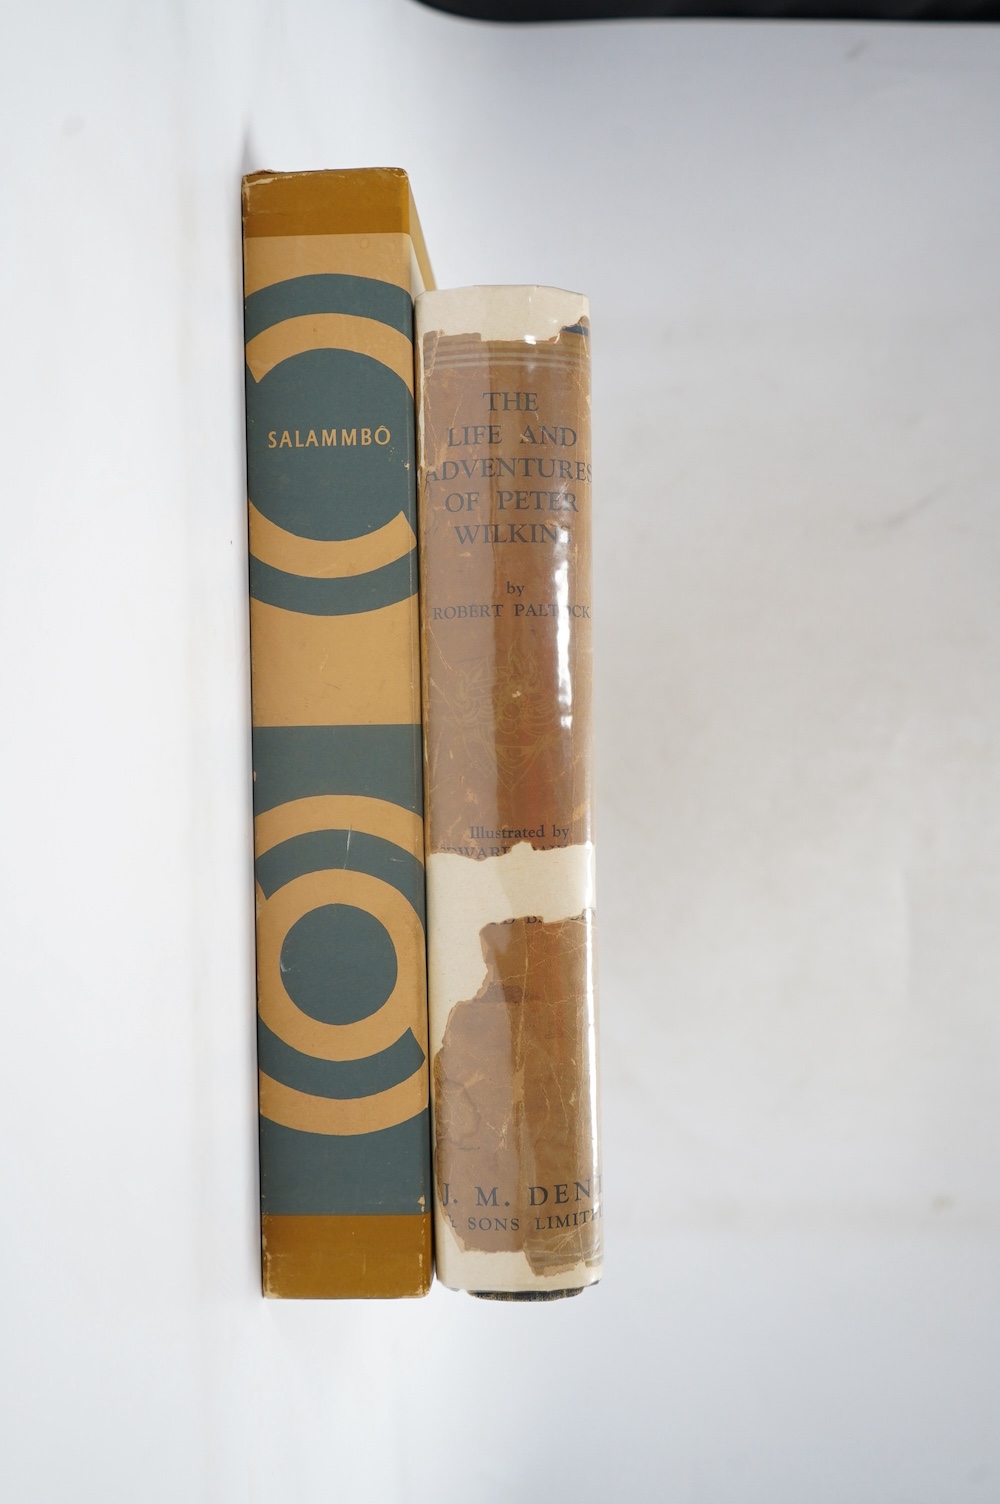 SALAMMBÔ
THE
LIFE AND
ADVENTURES
OF PETER
WILKINS
by
ROBERT PALTOCK
Illustrated by
J. M. DENT
& SONS LIMITED